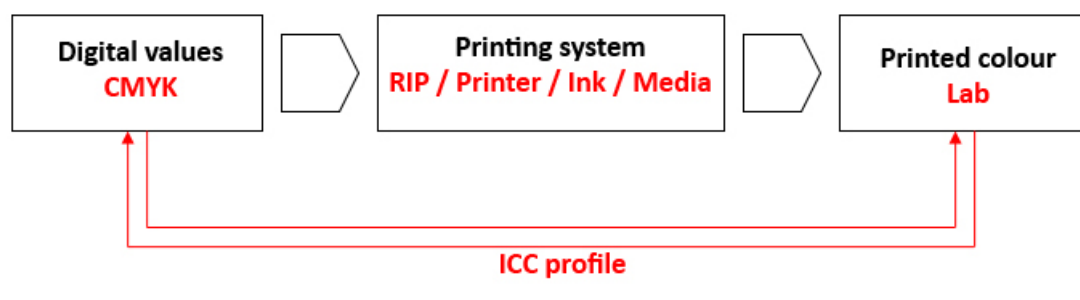 Digital values
CMYK
Printing system
RIP / Printer / Ink / Media
Printed colour
Lab
ICC profile